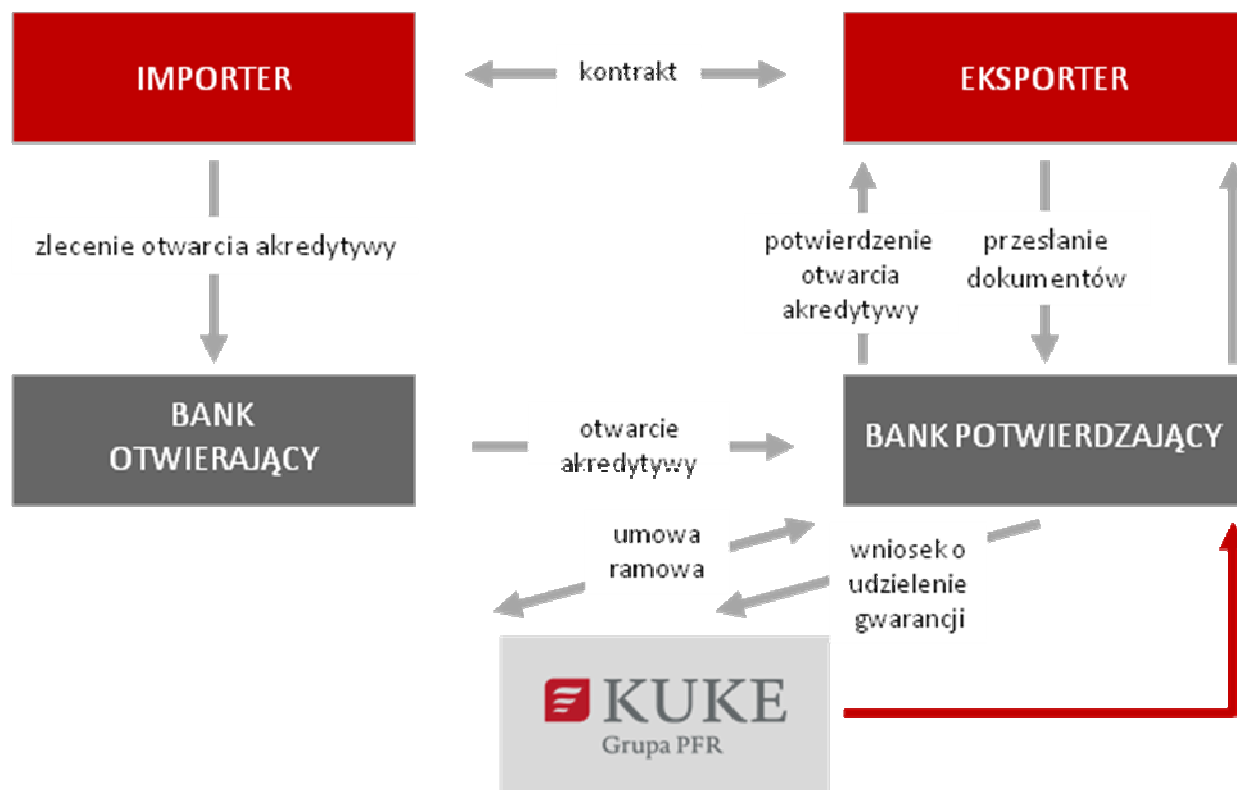 IMPORTER
kontrakt
EKSPORTER
zlecenie otwarcia akredytywy
potwierdzenie
otwarcia
akredytywy
przesłanie
dokumentów
BANK
OTWIERAJĄCY
otwarcie
akredytywy
BANK POTWIERDZAJĄCY
umowa
ramowa
wniosek o
udzielenie
gwarancji
KUKE
Grupa PFR